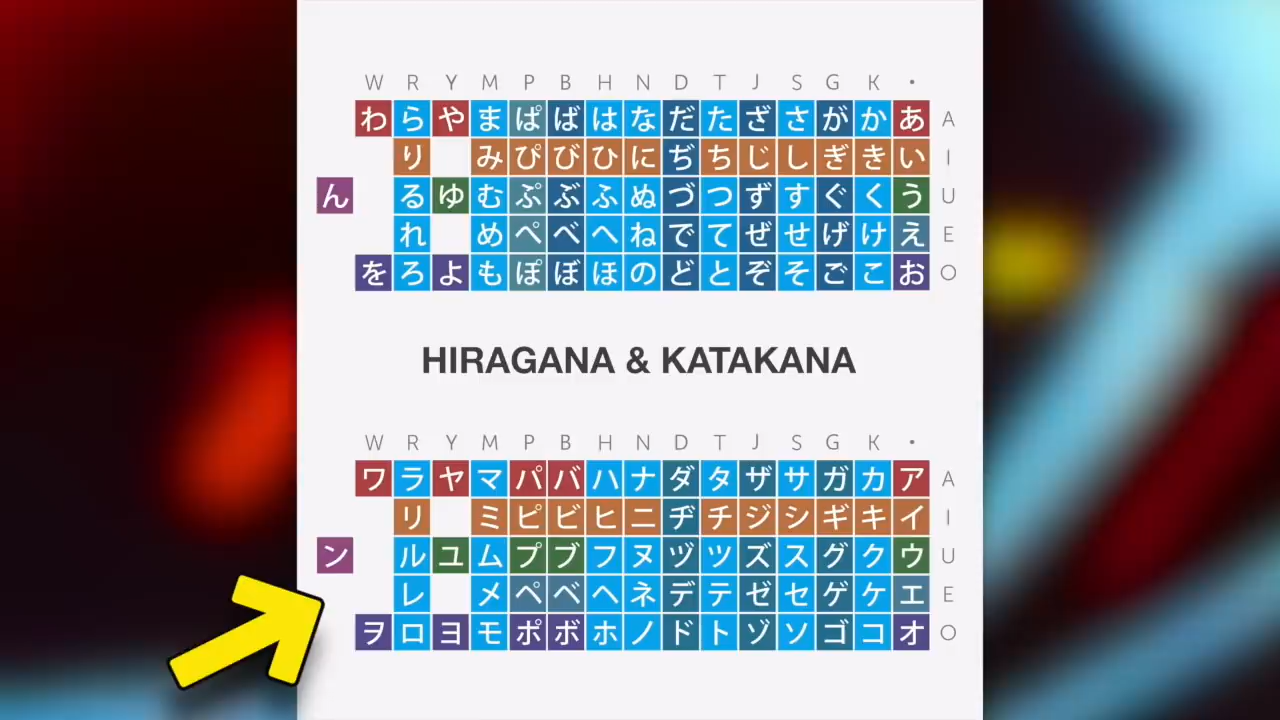 W R Y M P B H N D T J S G K •
わ ら や ま ぱ ば は な だ た ざ さ が か あ A
り み ぴ び ひ に ぢ ち じ し ぎ き い I
ん る ゆ む ぷ ぶ ふ ぬ づ つ ず す ぐ く う U
れ め ぺ べ へ ね で て ぜ せ げ け え E
を ろ よ も ぽ ぼ ほ の ど と ぞ そ ご こ お O
HIRAGANA & KATAKANA
W R Y M P B H N D T J S G K •
ワ ラ ヤ マ パ バ ハ ナ ダ タ ザ サ ガ カ ア A
リ ミ ピ ビ ヒ ニ ヂ チ ジ シ ギ キ イ I
ン ル ユ ム プ ブ フ ヌ ヅ ツ ズ ス グ ク ウ U
レ メ ペ ベ ヘ ネ デ テ ゼ セ ゲ ケ エ E
ヲ ロ ヨ モ ポ ボ ホ ノ ド ト ゾ ソ ゴ コ オ O